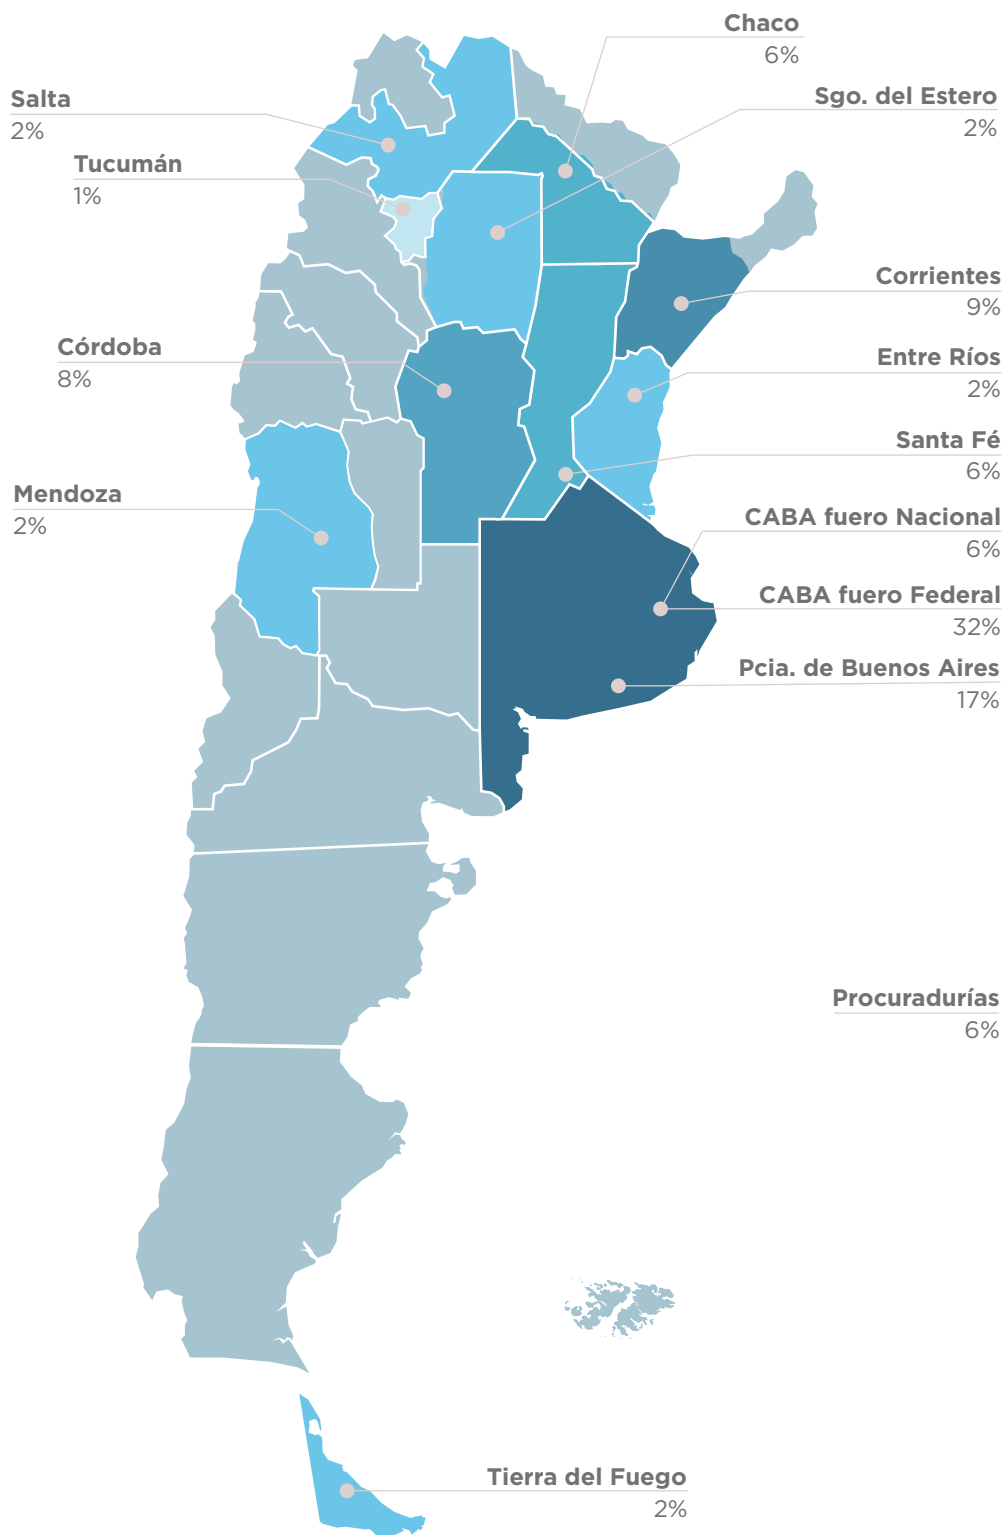 Chaco
6%
Salta
2%
Sgo. del Estero
2%
Tucumán
1%
Corrientes
9%
Córdoba
8%
Entre Ríos
2%
Santa Fé
6%
Mendoza
2%
CABA fuero Nacional
6%
CABA fuero Federal
32%
Pcia. de Buenos Aires
17%
Procuradurías
6%
Tierra del Fuego
2%